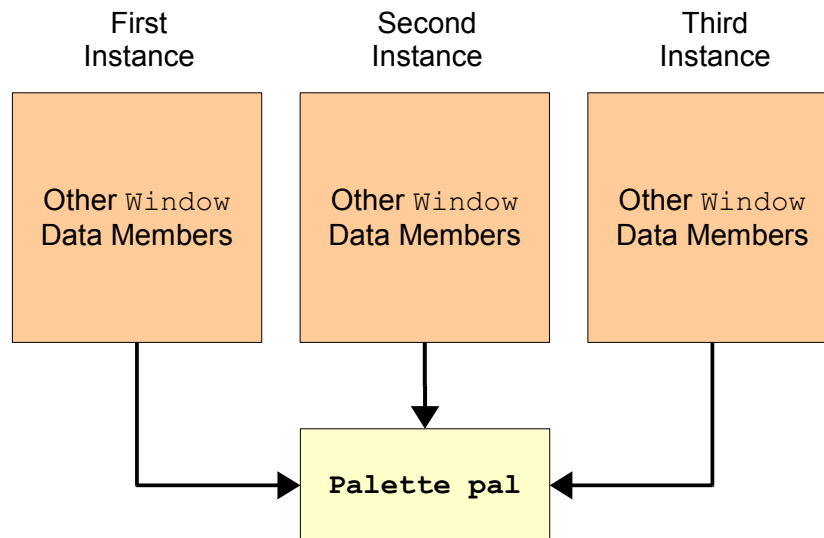 First
Instance
Second
Instance
Third
Instance
Other Window
Data Members
Other Window
Data Members
Other Window
Data Members
Palette pal